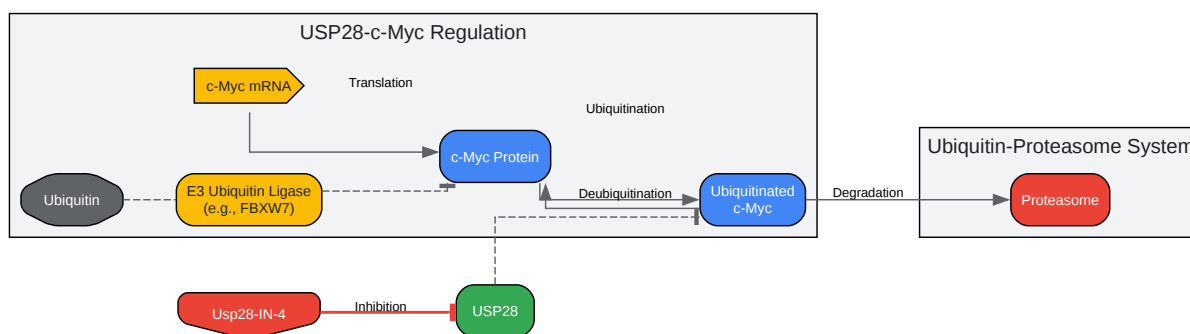 USP28-c-Myc Regulation
c-Myc mRNA
Translation
Ubiquitination
c-Myc Protein
Ubiquitin-Proteasome System
Ubiquitin
E3 Ubiquitin Ligase
(e.g., FBXW7)
Deubiquitination
Ubiquitinated
c-Myc
Degradation
Proteasome
Usp28-IN-4
Inhibition
USP28